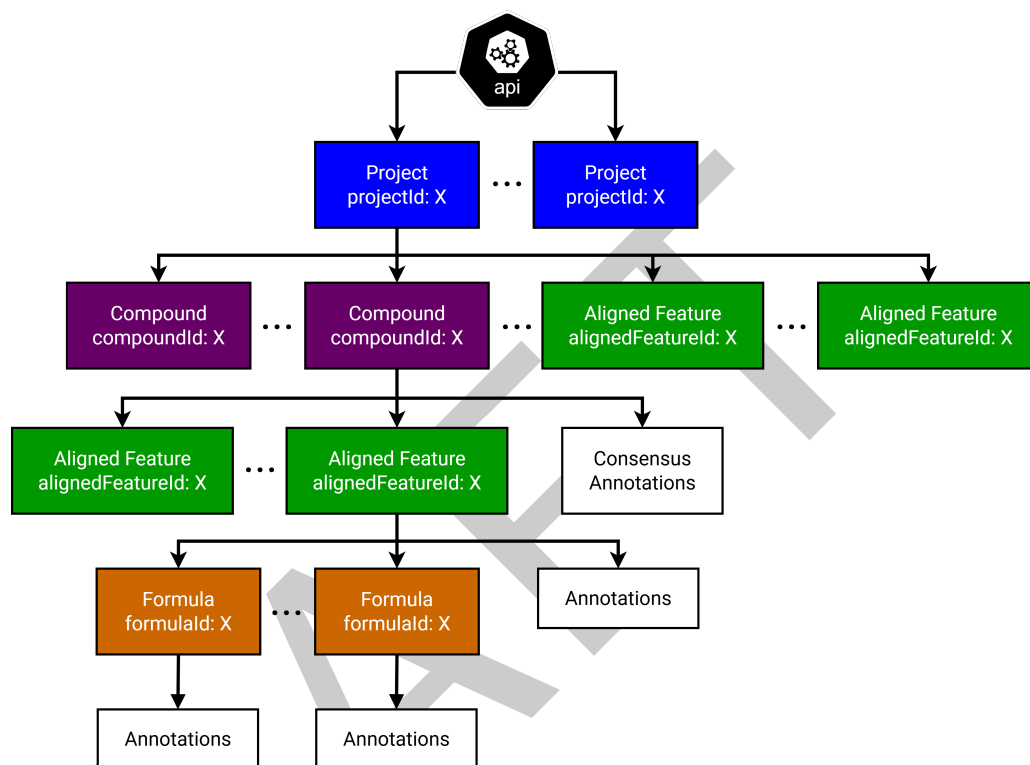 api
Project
projectId: X
...
Project
projectId: X
Compound
compoundId: X
...
Compound
compoundId: X
...
Aligned Feature
alignedFeatureId: X
...
Aligned Feature
alignedFeatureId: X
Aligned Feature
alignedFeatureId: X
...
Aligned Feature
alignedFeatureId: X
Consensus
Annotations
Formula
formulaId: X
...
Formula
formulaId: X
Annotations
Annotations
Annotations
AFT